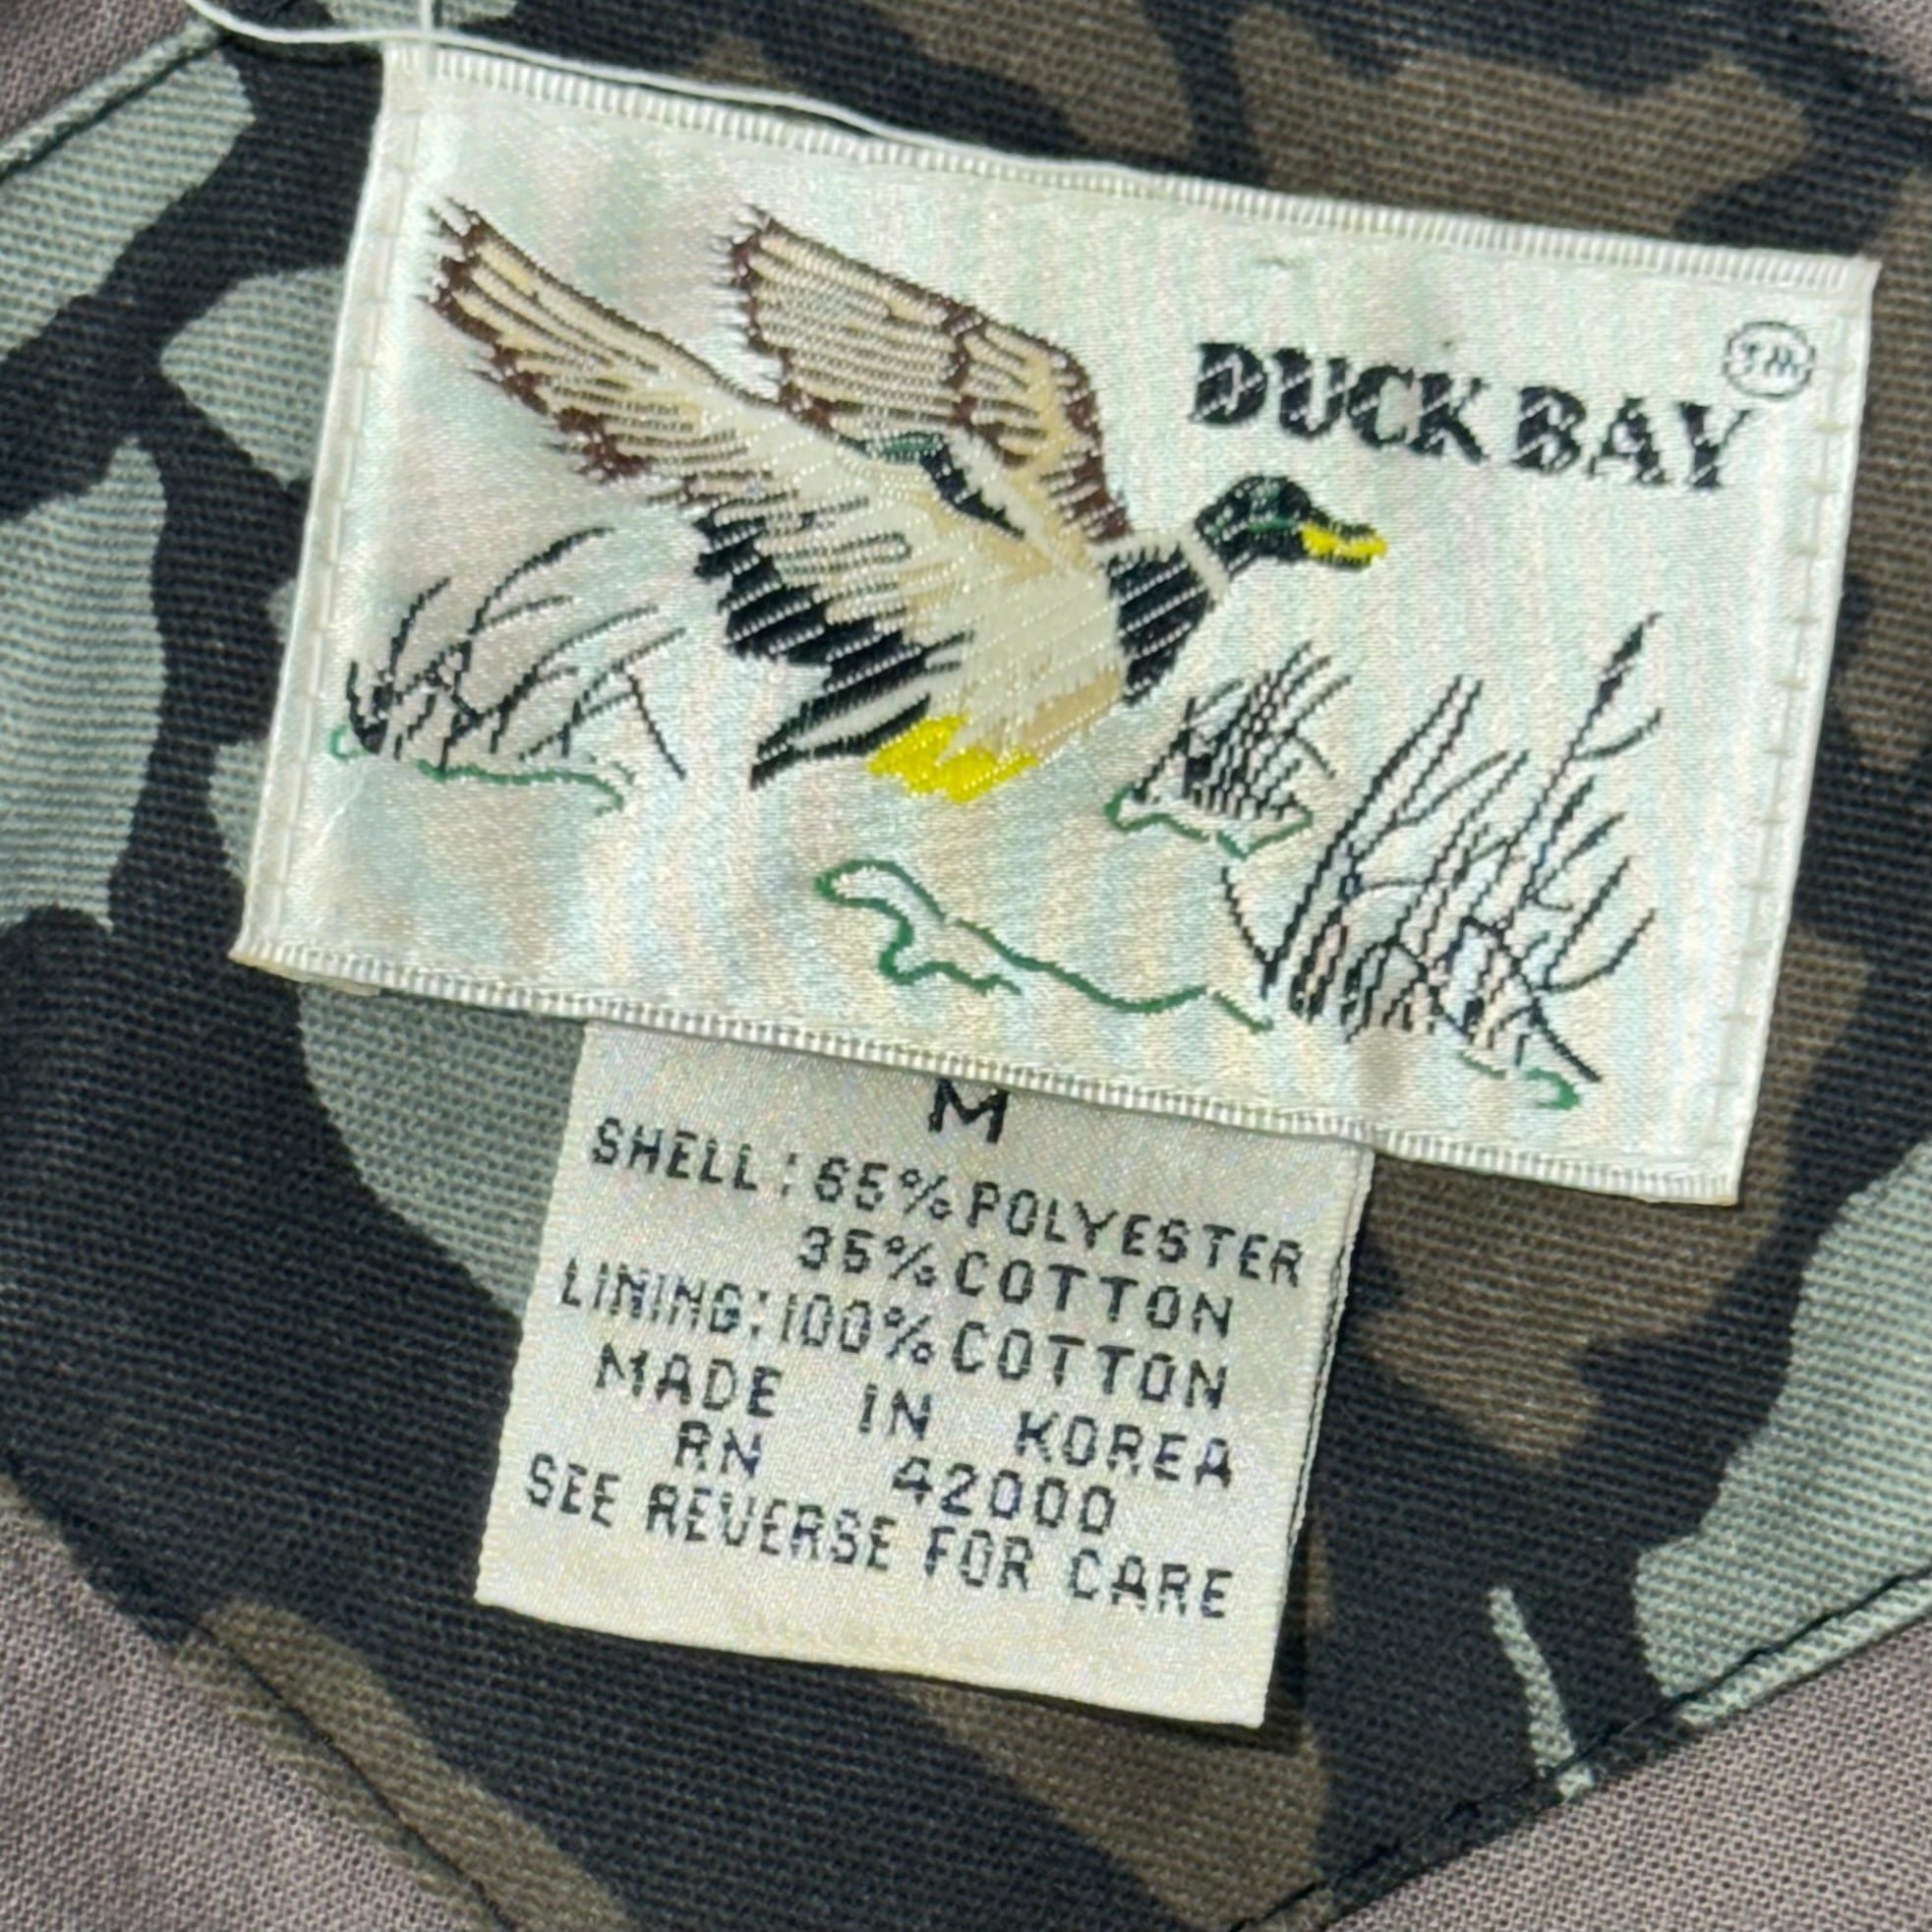 DUCK BAY TM
M
SHELL: 65% POLYESTER
35% COTTON
LINING: 100% COTTON
MADE IN KOREA
RN 42000
SEE REVERSE FOR CARE